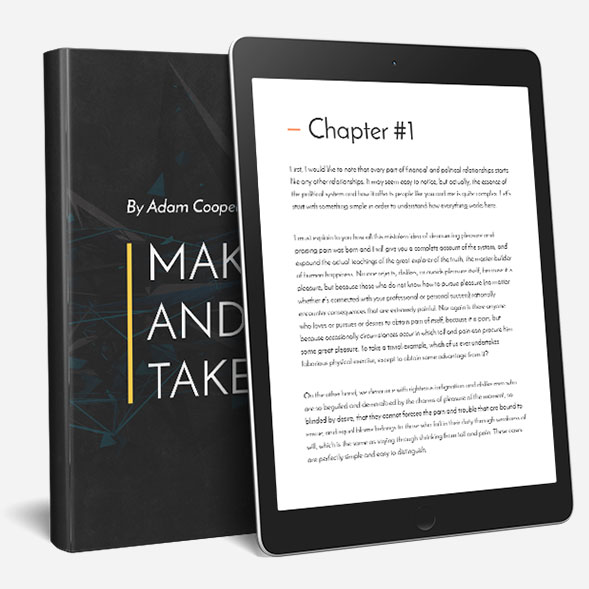 By Adam Coope
MAK
AND
TAKE
Chapter #1
First, I would like to note that every part of financial and political relationships starts
like any other relationships. It may seem easy to notice, but actually, the essence of
the political system and how it affects people like you and me is quite complex. Let's
start with something simple in order to understand how everything works here.
I must explain to you how all this mistaken idea of denouncing pleasure and
praising pain was born and I will give you a complete account of the system, and
expound the actual teachings of the great explorer of the truth, the master-builder
of human happiness. No one rejects, dislikes, or avoids pleasure itself, because it is
pleasure, but because those who do not know how to pursue pleasure (no matter
whether it's connected with your professional or personal success) rationally
encounter consequences that are extremely painful. Nor again is there anyone
who loves or pursues or desires to obtain pain of itself, because it is pain, but
because occasionally circumstances occur in which toil and pain can procure him
some great pleasure. To take a trivial example, which of us ever undertakes
laborious physical exercise, except to obtain some advantage from it?
On the other hand, we denounce with righteous indignation and dislike men who
are so beguiled and demoralized by the charms of pleasure of the moment, so
blinded by desire, that they cannot foresee the pain and trouble that are bound to
ensue; and equal blame belongs to those who fail in their duty through weakness of
will, which is the same as saying through shrinking from toil and pain. These cases
are perfectly simple and easy to distinguish.